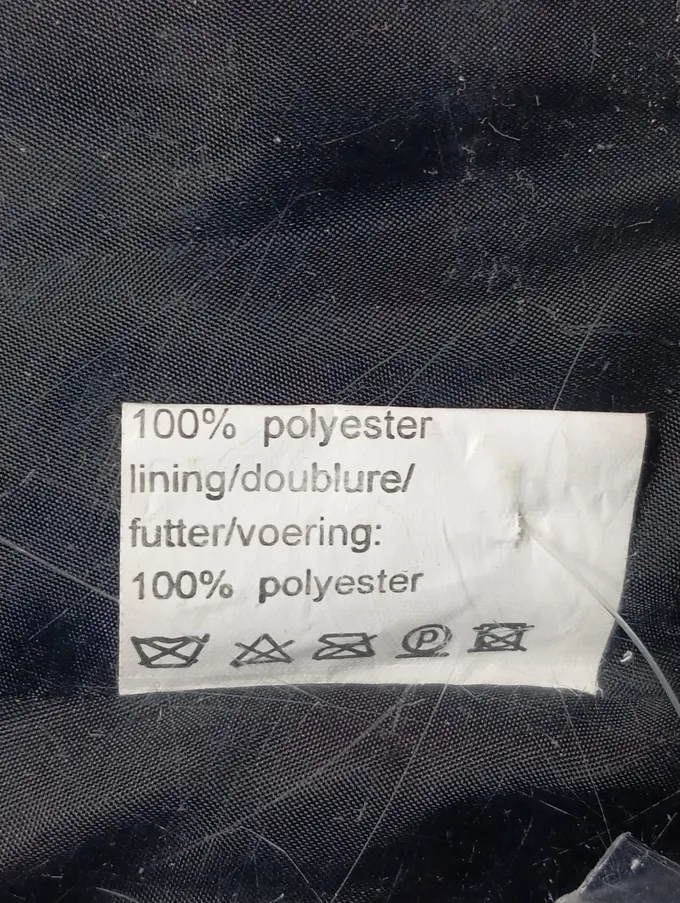 100% polyester
lining/doublure/
futter/voering:
100% polyester
P